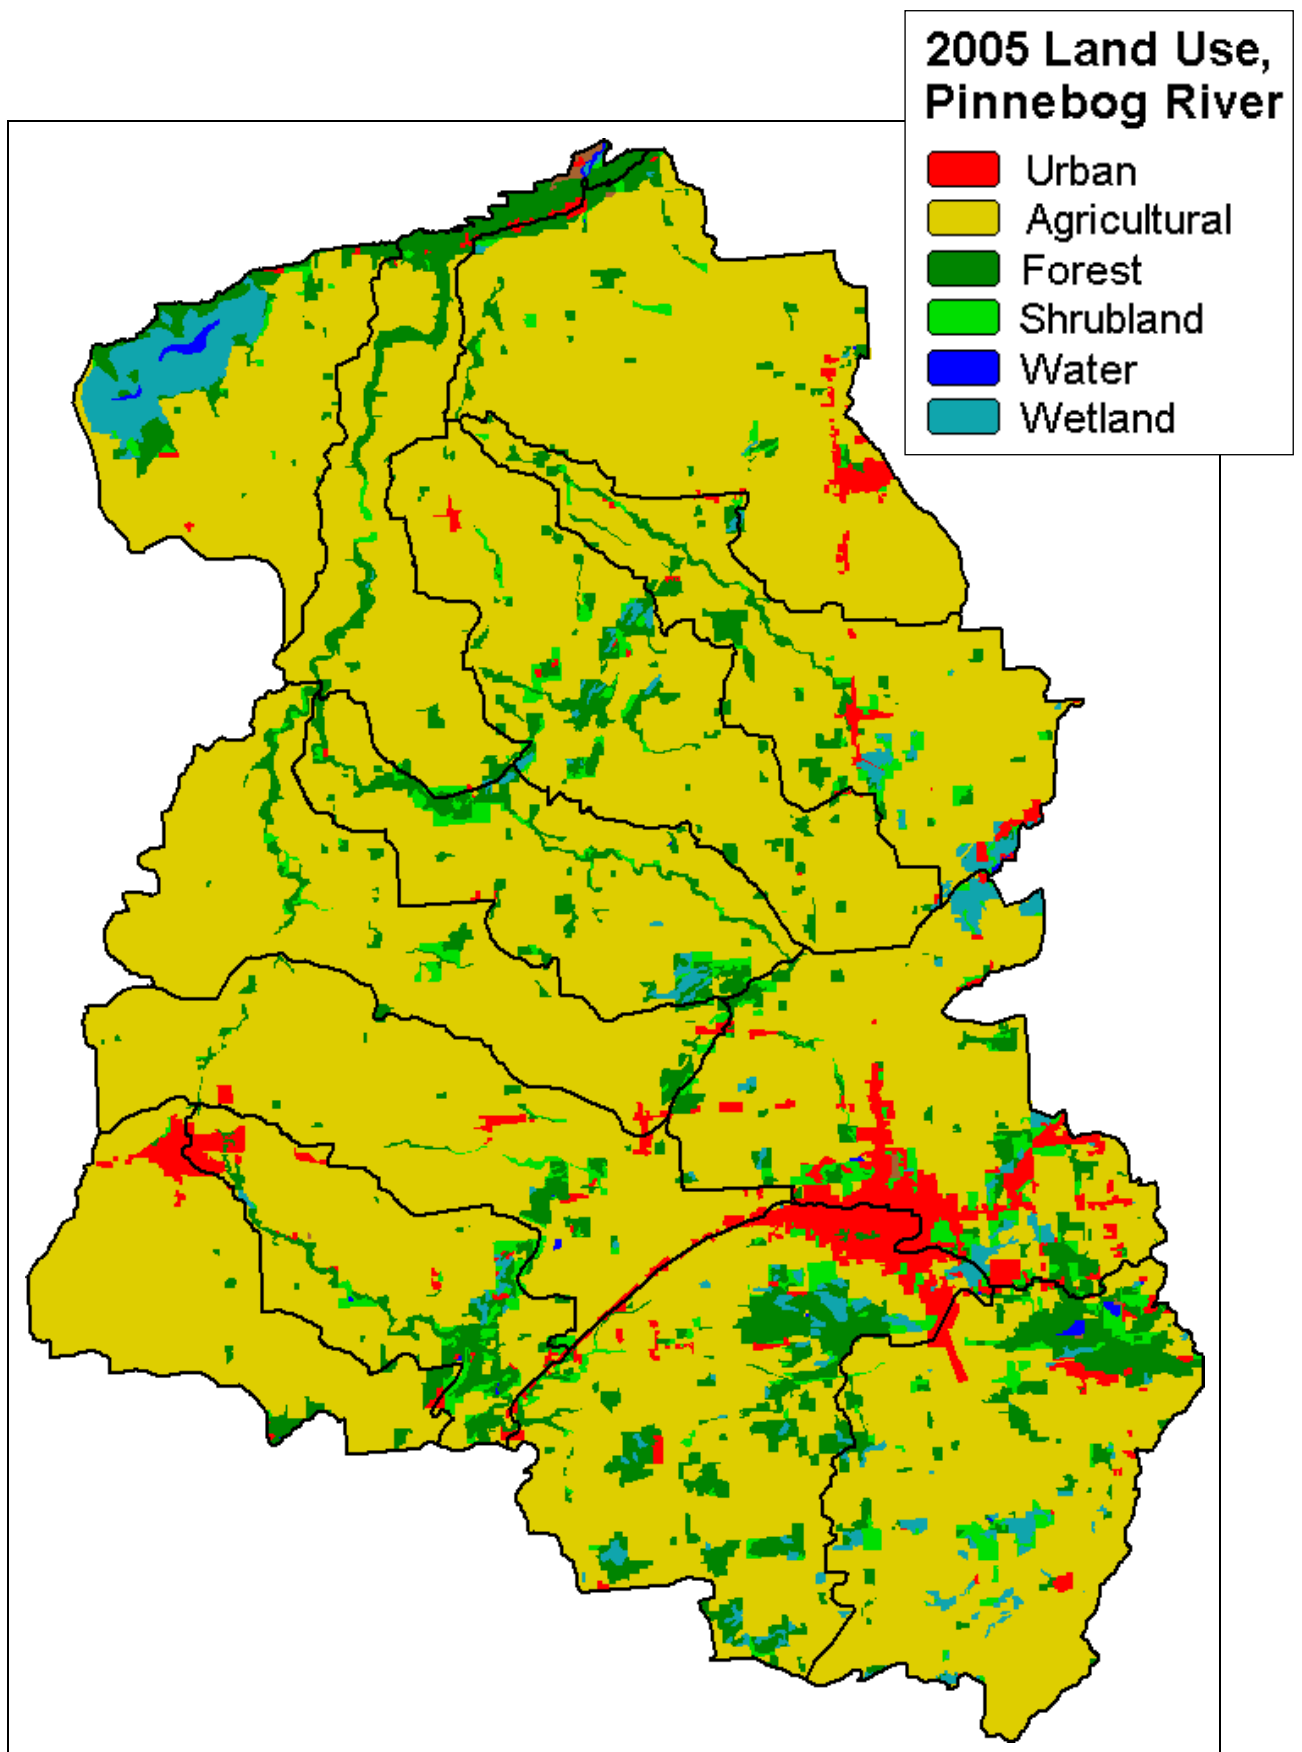 2005 Land Use,
Pinnebog River
Urban
Agricultural
Forest
Shrubland
Water
Wetland